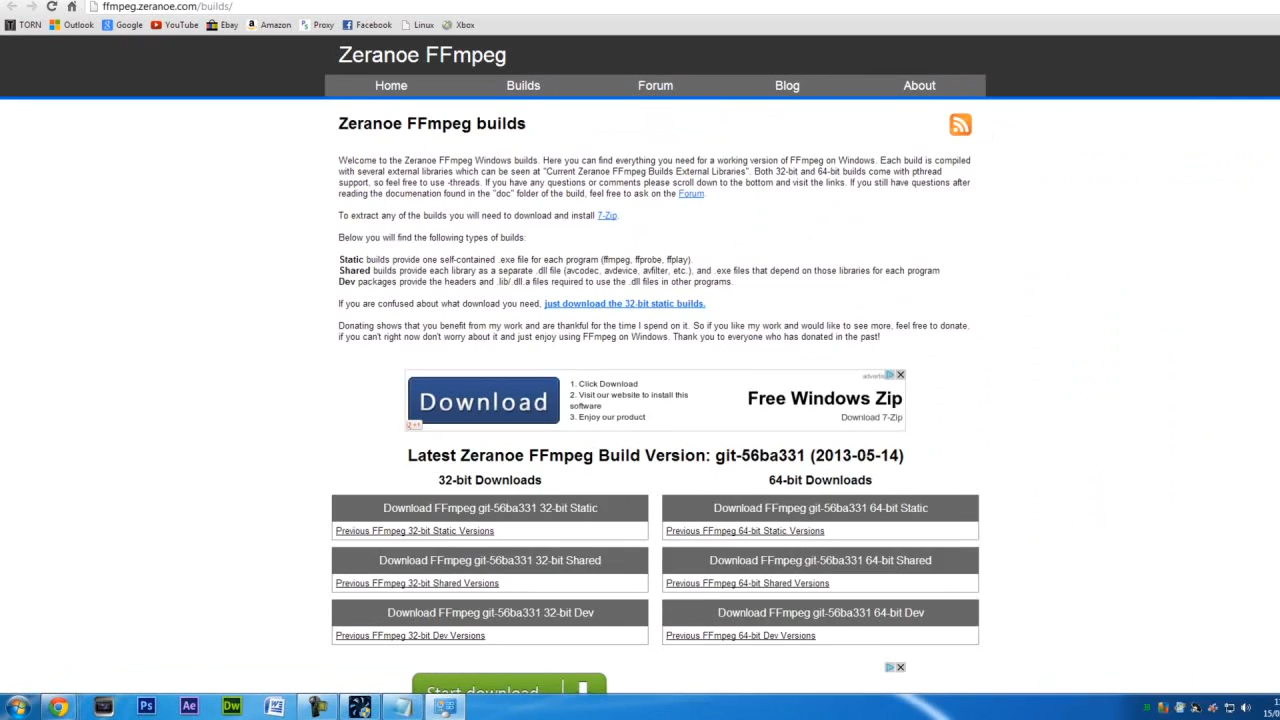 ffmpeg.zeranoe.com/builds/
TORN Outlook Google YouTube Ebay Amazon Proxy Facebook Linux Xbox
Zeranoe FFmpeg
Home Builds Forum Blog About
Zeranoe FFmpeg builds
Welcome to the Zeranoe FFmpeg Windows builds. Here you can find everything you need for a working version of FFmpeg on Windows. Each build is compiled
with several external libraries which can be seen at "Current Zeranoe FFmpeg Builds External Libraries". Both 32-bit and 64-bit builds come with pthread
support, so feel free to use -threads. If you have any questions or comments please scroll down to the bottom and visit the links. If you still have questions after
reading the documenation found in the "doc" folder of the build, feel free to ask on the Forum.
To extract any of the builds you will need to download and install 7-Zip.
Below you will find the following types of builds:
Static builds provide one self-contained .exe file for each program (ffmpeg, ffprobe, ffplay).
Shared builds provide each library as a separate .dll file (avcodec, avdevice, avfilter, etc.), and .exe files that depend on those libraries for each program
Dev packages provide the headers and .lib/.dll.a files required to use the .dll files in other programs.
If you are confused about what download you need, just download the 32-bit static builds.
Donating shows that you benefit from my work and are thankful for the time I spend on it. So if you like my work and would like to see more, feel free to donate,
if you can't right now don't worry about it and just enjoy using FFmpeg on Windows. Thank you to everyone who has donated in the past!
Download
1. Click Download
2. Visit our website to install this
software
3. Enjoy our product
Free Windows Zip
Download 7-Zip
Latest Zeranoe FFmpeg Build Version: git-56ba331 (2013-05-14)
32-bit Downloads 64-bit Downloads
Download FFmpeg git-56ba331 32-bit Static Download FFmpeg git-56ba331 64-bit Static
Previous FFmpeg 32-bit Static Versions Previous FFmpeg 64-bit Static Versions
Download FFmpeg git-56ba331 32-bit Shared Download FFmpeg git-56ba331 64-bit Shared
Previous FFmpeg 32-bit Shared Versions Previous FFmpeg 64-bit Shared Versions
Download FFmpeg git-56ba331 32-bit Dev Download FFmpeg git-56ba331 64-bit Dev
Previous FFmpeg 32-bit Dev Versions Previous FFmpeg 64-bit Dev Versions
Start download
Ps Ae Dw